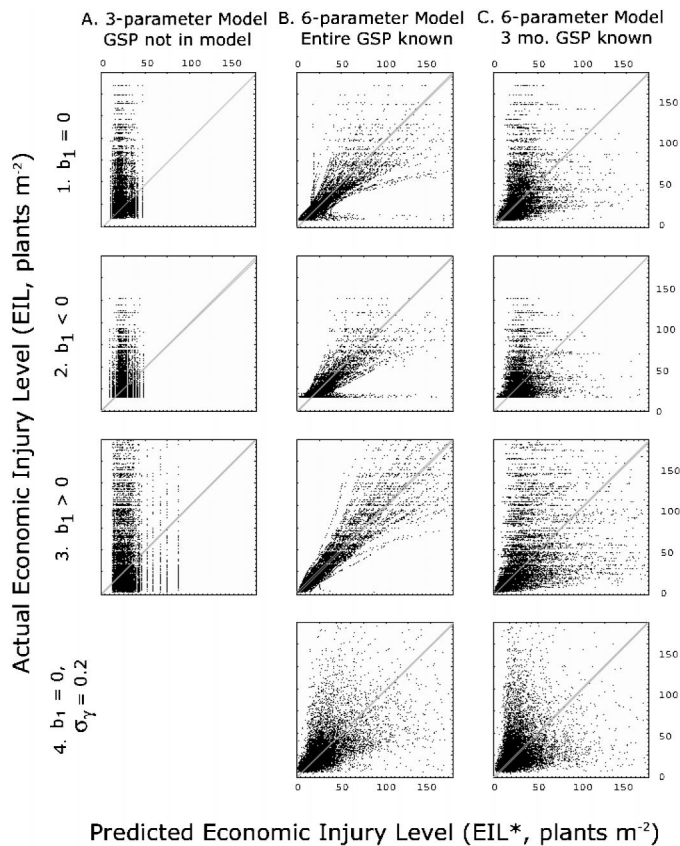 A. 3-parameter Model
GSP not in model
B. 6-parameter Model
Entire GSP known
C. 6-parameter Model
3 mo. GSP known
0 50 100 150
0 50 100 150
0 50 100 150
Actual Economic Injury Level (EIL, plants m-2)
1. b1 = 0
150
100
50
0
2. b1 < 0
150
100
50
0
3. b1 > 0
150
100
50
0
4. b1 = 0,
σγ = 0.2
150
100
50
0
0 50 100 150
0 50 100 150
Predicted Economic Injury Level (EIL*, plants m-2)